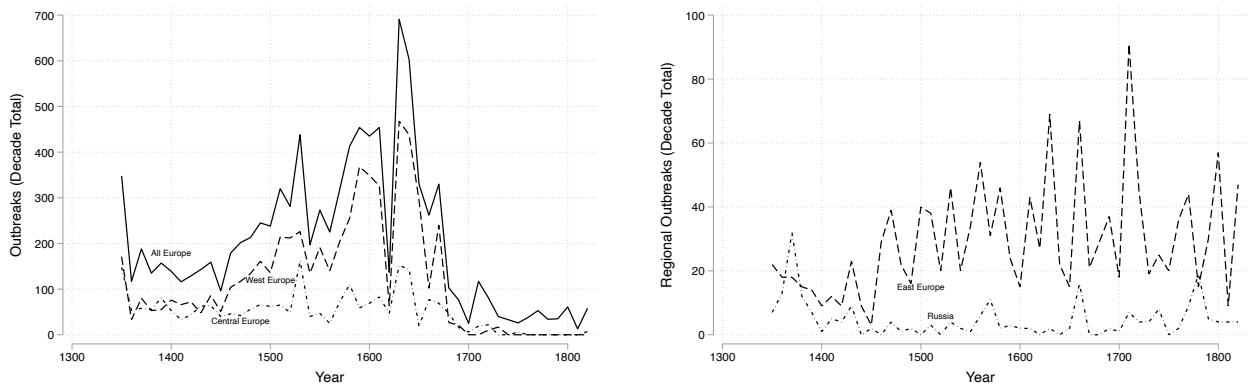 Outbreaks (Decade Total)
700
600
500
400
300
200
100
0
All Europe
West Europe
Central Europe
1300 1400 1500 1600 1700 1800
Year
Regional Outbreaks (Decade Total)
100
80
60
40
20
0
East Europe
Russia
1300 1400 1500 1600 1700 1800
Year